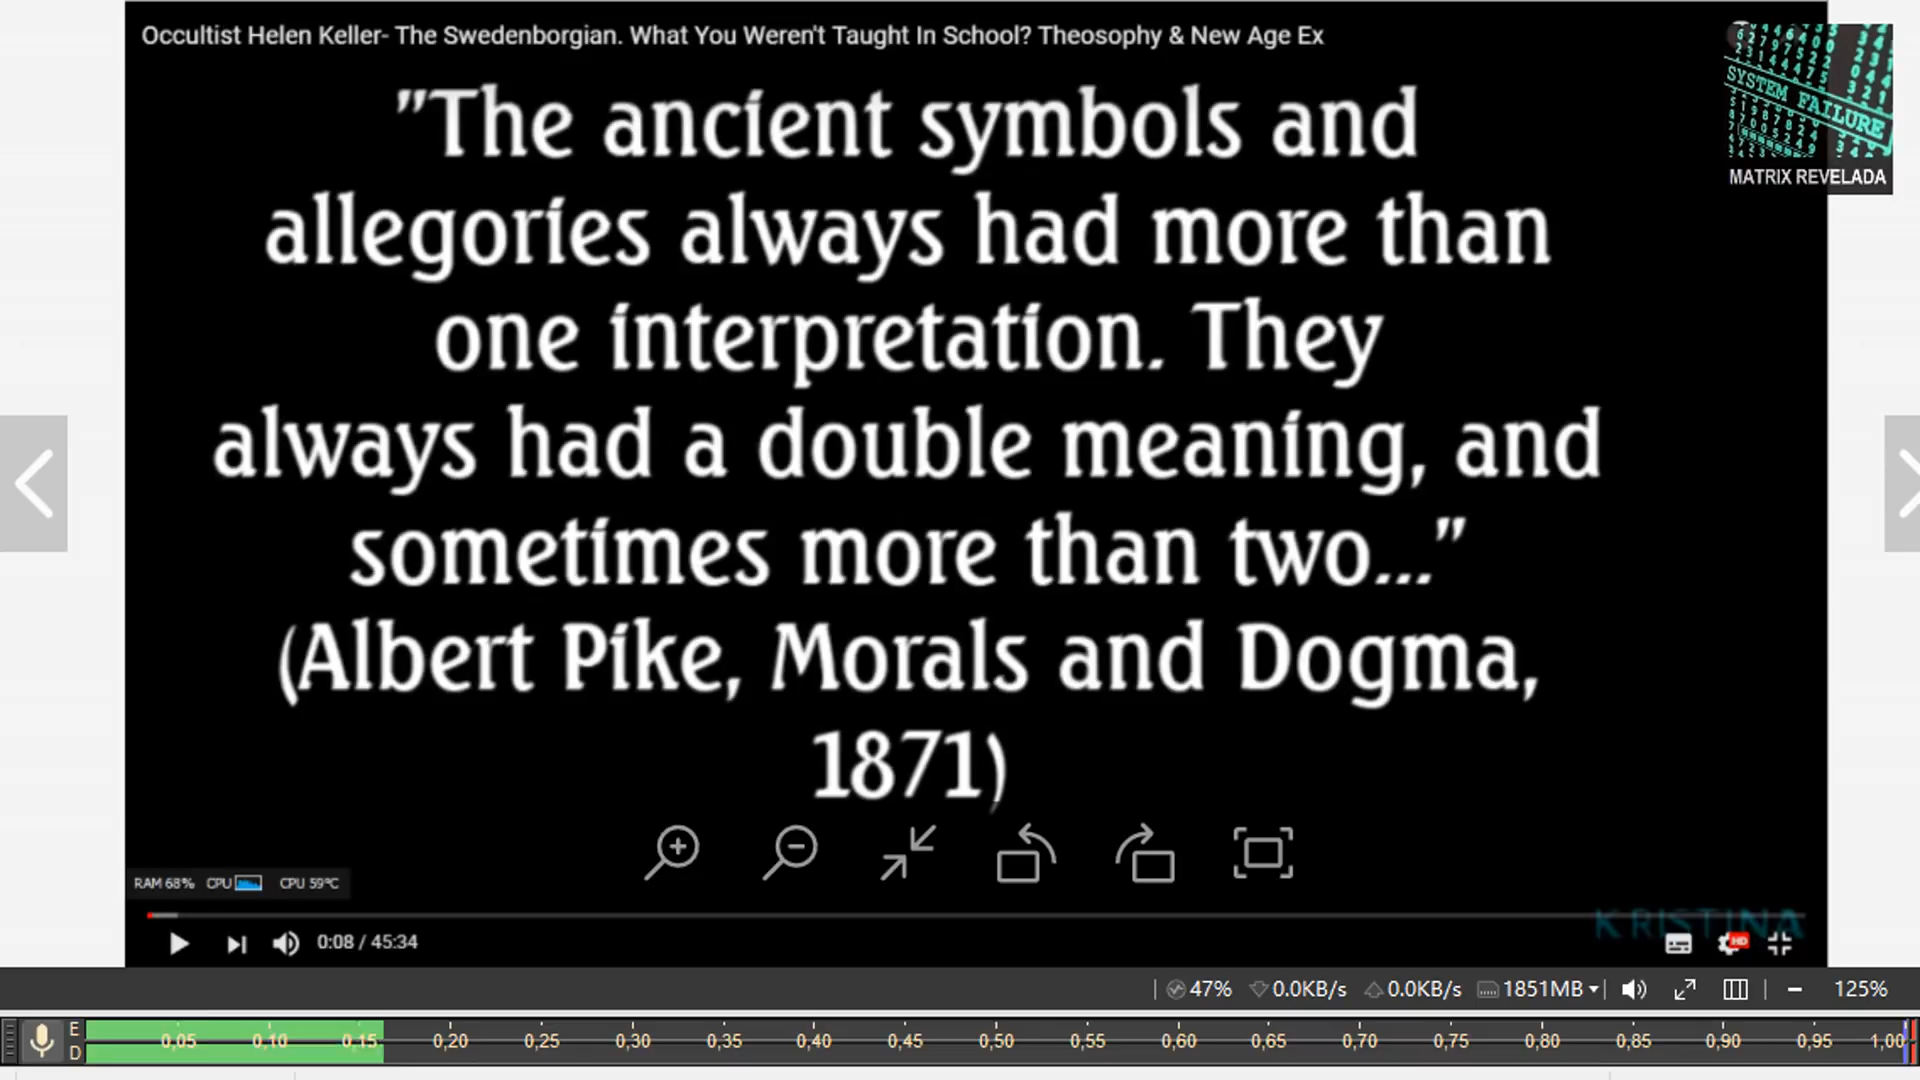 Occultist Helen Keller- The Swedenborgian. What You Weren't Taught In School? Theosophy & New Age Ex
SYSTEM FAILURE
MATRIX REVELADA
"The ancient symbols and
allegories always had more than
one interpretation. They
always had a double meaning, and
sometimes more than two..."
(Albert Pike, Morals and Dogma,
1871)
RAM 68% CPU CPU 59°C
KRISTINA
0:08 / 45:34
HD
47% 0.0KB/s 0.0KB/s 1851MB 125%
E
D
0,05 0,10 0,15 0,20 0,25 0,30 0,35 0,40 0,45 0,50 0,55 0,60 0,65 0,70 0,75 0,80 0,85 0,90 0,95 1,00